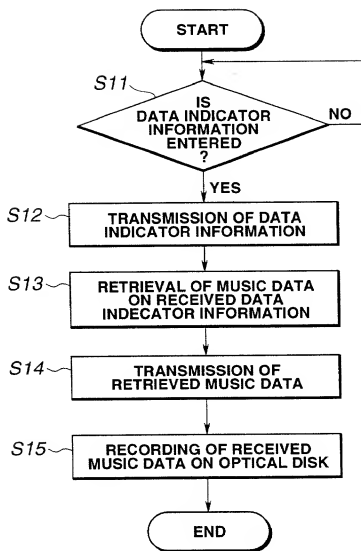 START
S11
IS
DATA INDICATOR
INFORMATION
ENTERED
?
NO
YES
S12
TRANSMISSION OF DATA
INDICATOR INFORMATION
S13
RETRIEVAL OF MUSIC DATA
ON RECEIVED DATA
INDECATOR INFORMATION
S14
TRANSMISSION OF
RETRIEVED MUSIC DATA
S15
RECORDING OF RECEIVED
MUSIC DATA ON OPTICAL DISK
END